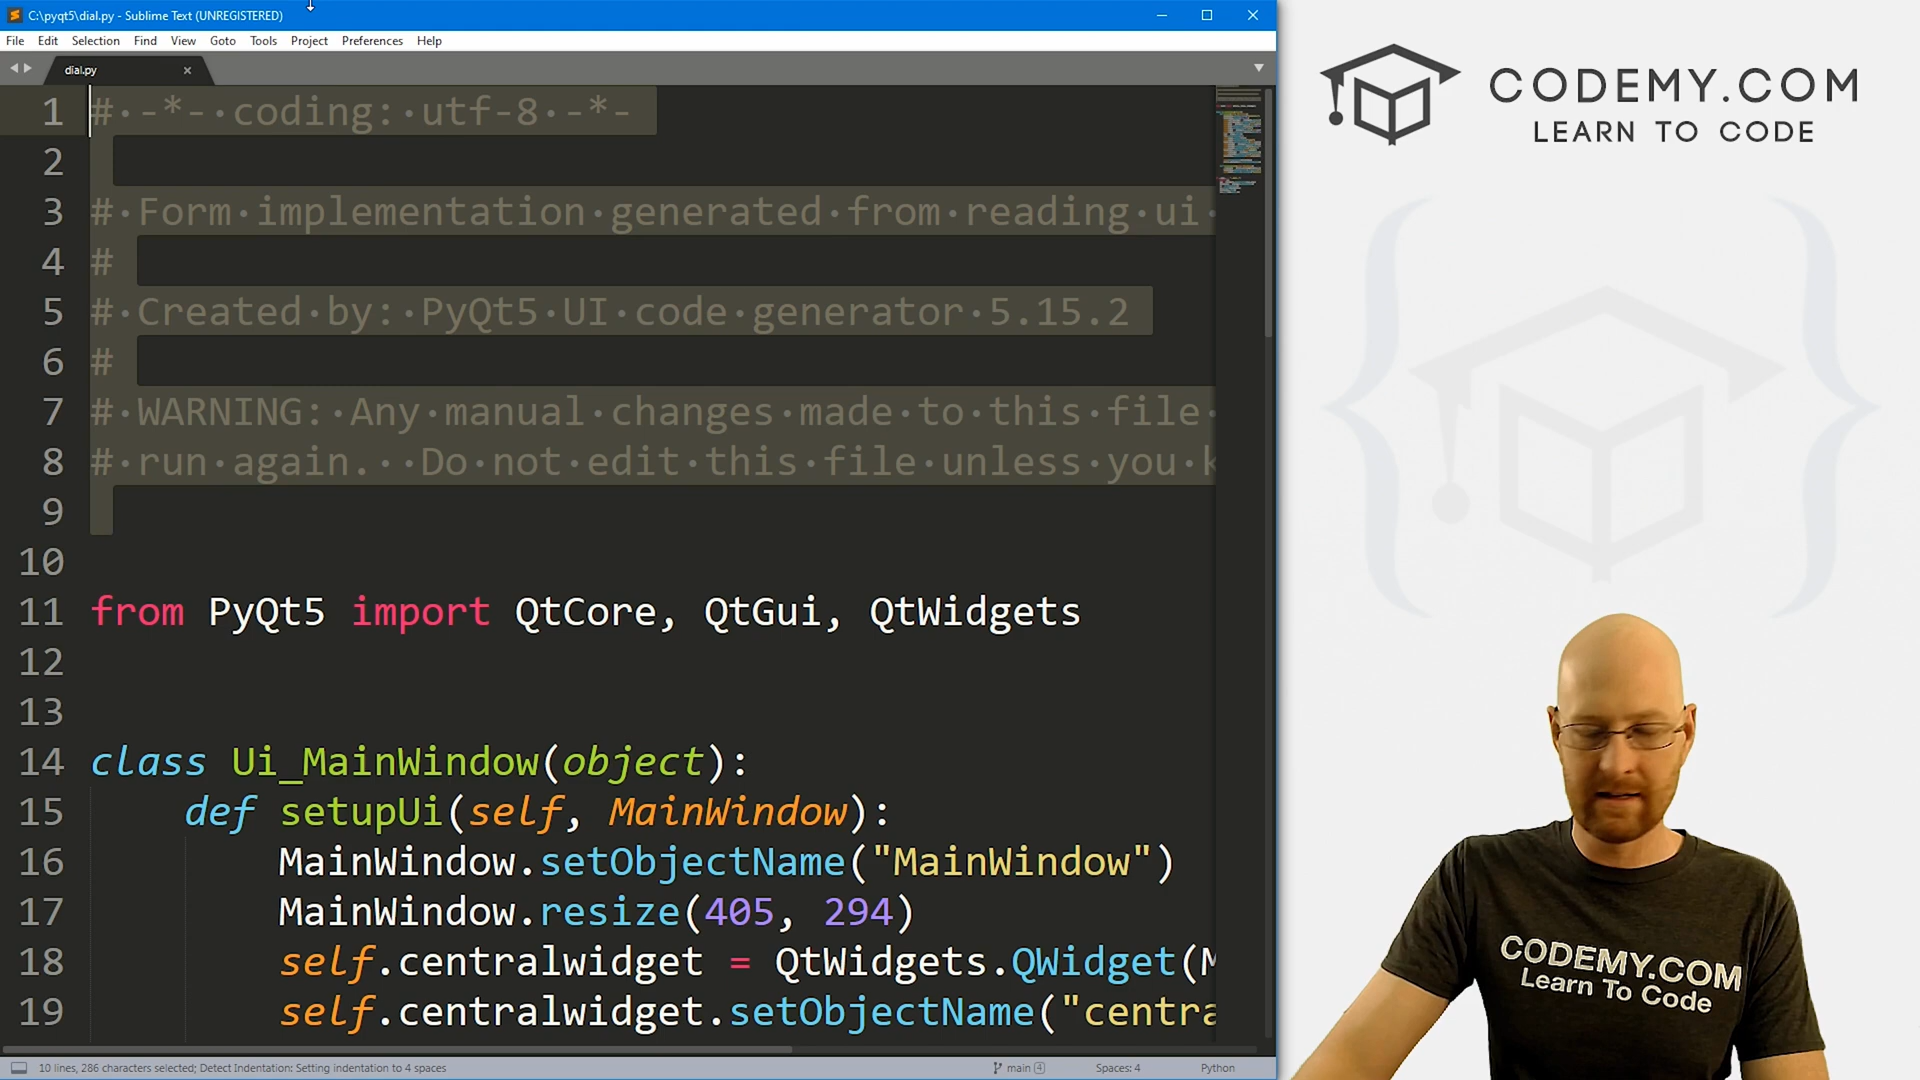 C:\pyqt5\dial.py - Sublime Text (UNREGISTERED)
File Edit Selection Find View Goto Tools Project Preferences Help
dial.py
1 # -*- coding: utf-8 -*-
2
3 # Form implementation generated from reading ui
4 #
5 # Created by: PyQt5 UI code generator 5.15.2
6 #
7 # WARNING: Any manual changes made to this file
8 # run again.  Do not edit this file unless you k
9
10
11 from PyQt5 import QtCore, QtGui, QtWidgets
12
13
14 class Ui_MainWindow(object):
15 def setupUi(self, MainWindow):
16 MainWindow.setObjectName("MainWindow")
17 MainWindow.resize(405, 294)
18 self.centralwidget = QtWidgets.QWidget(M
19 self.centralwidget.setObjectName("centra
10 lines, 286 characters selected; Detect Indentation: Setting indentation to 4 spaces main 4 Spaces: 4 Python
CODEMY.COM
LEARN TO CODE
CODEMY.COM
Learn To Code